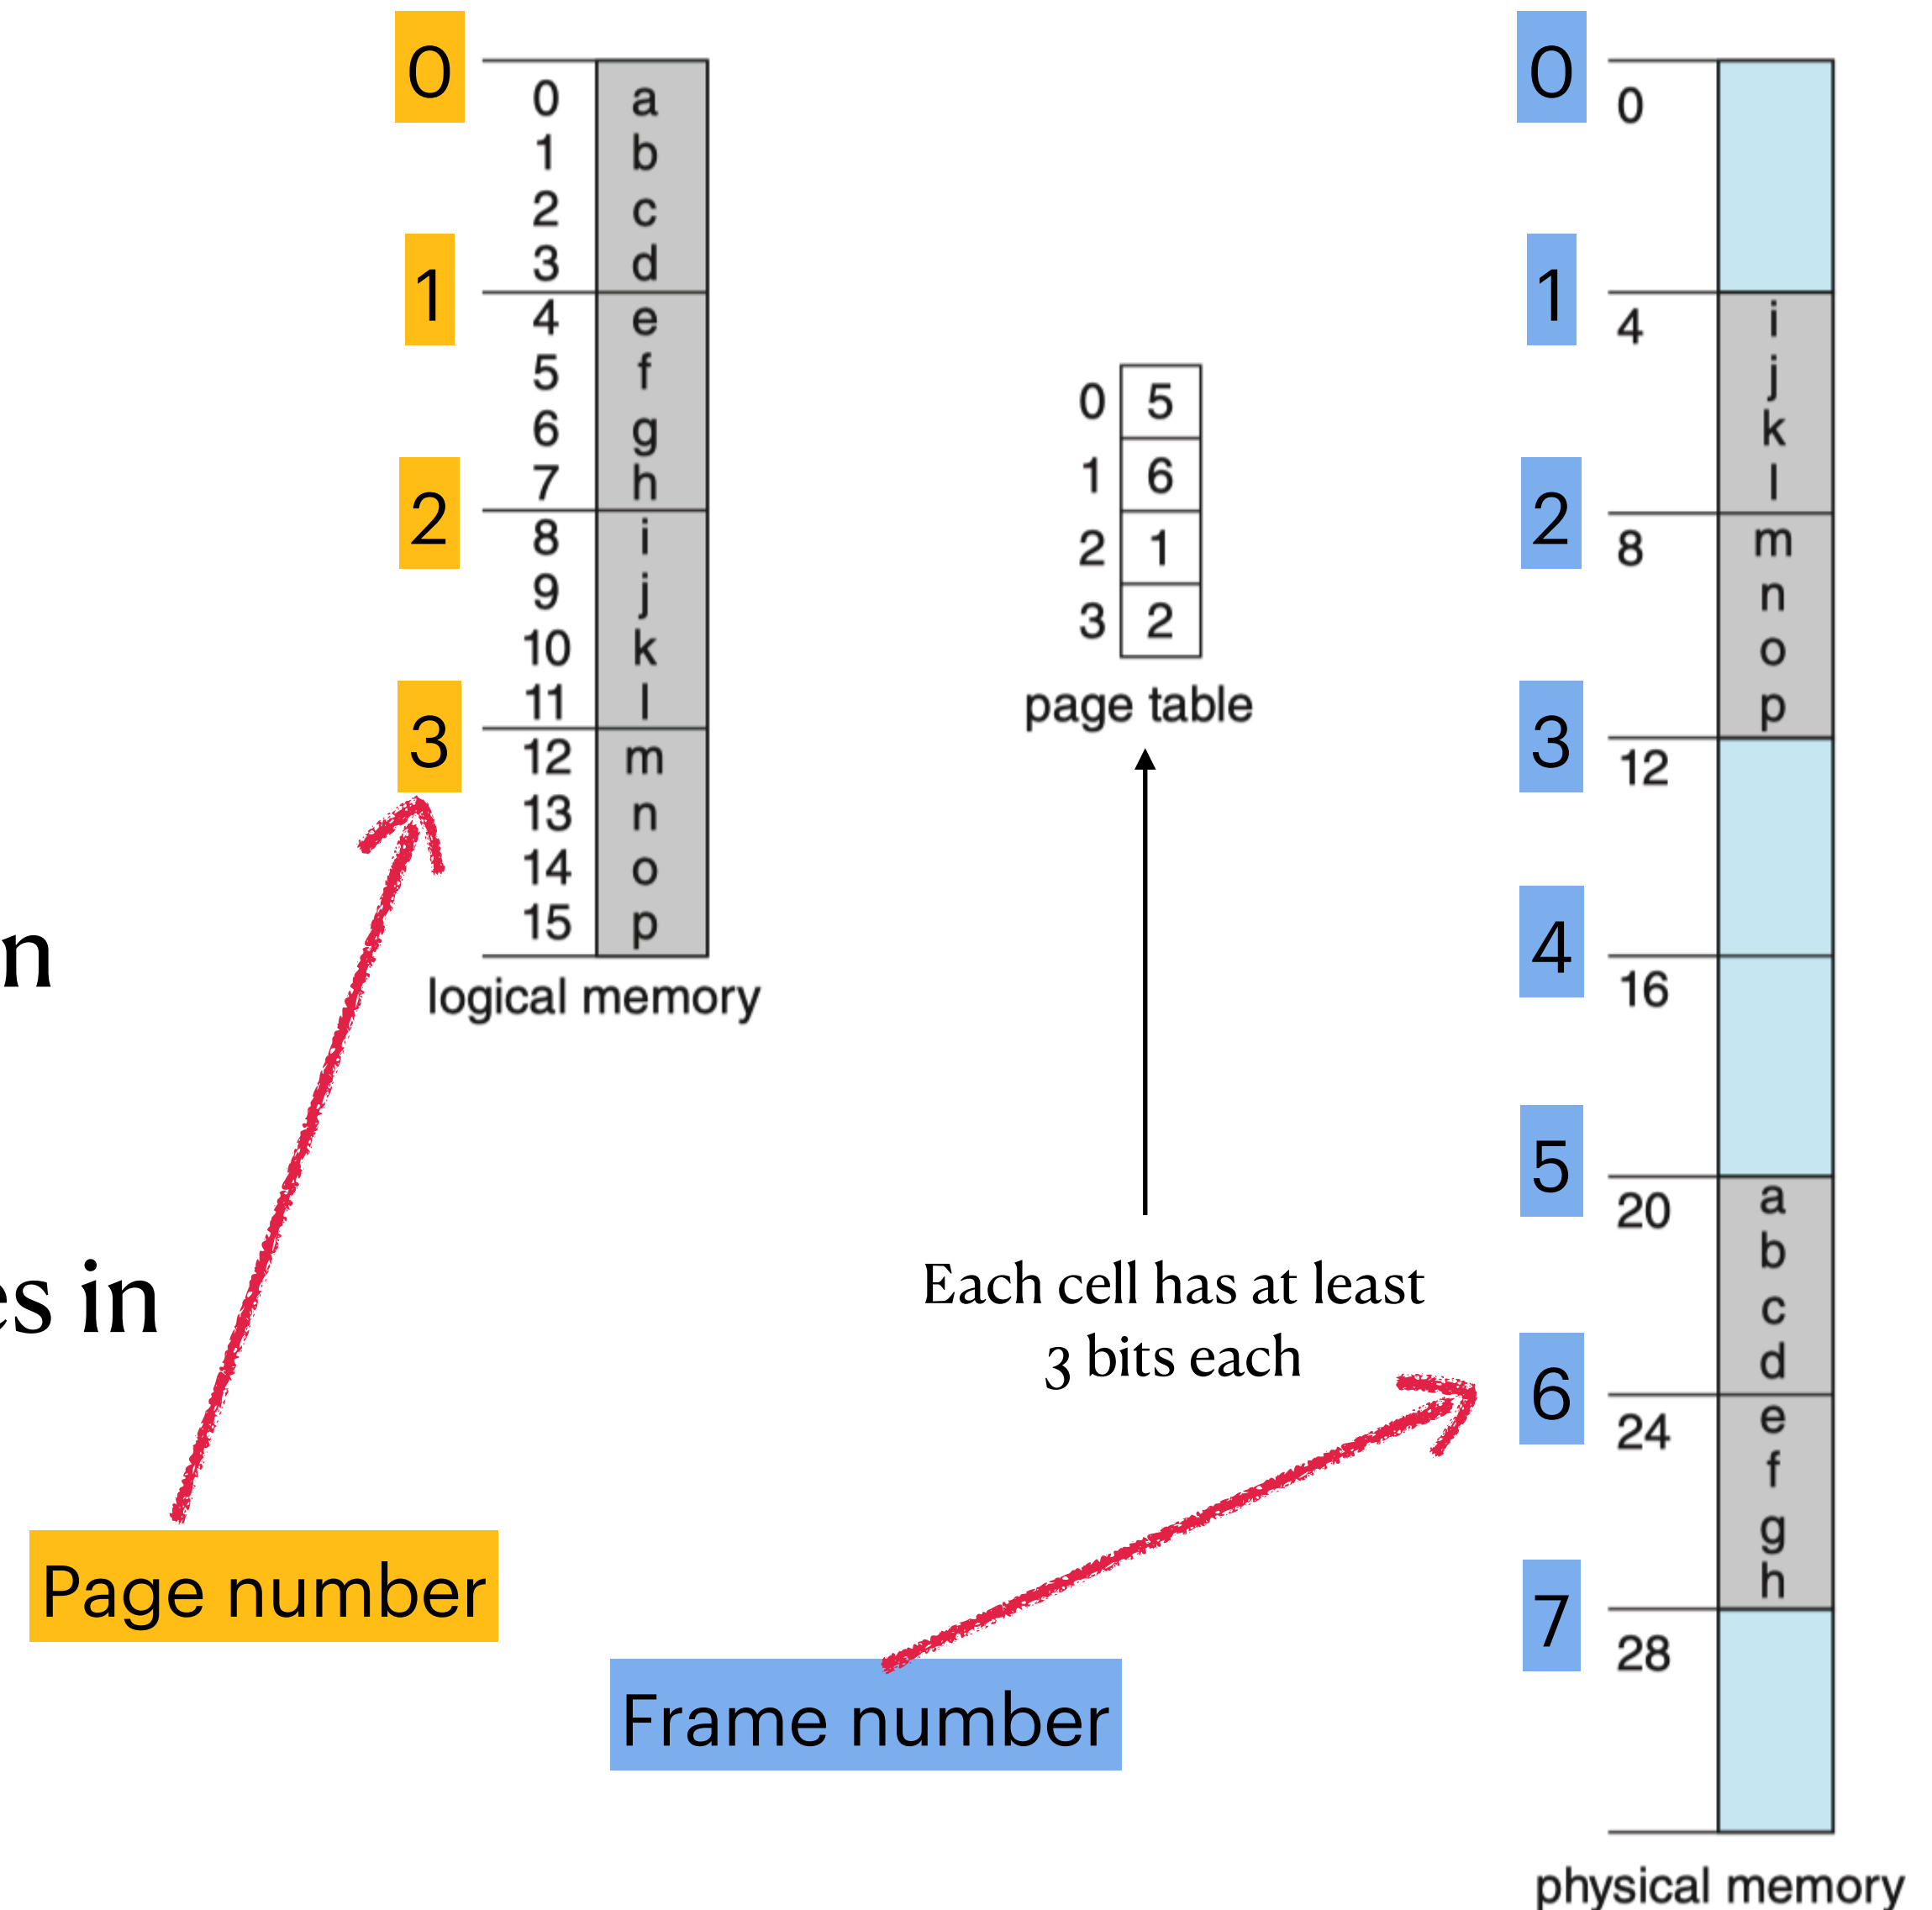 0
0 a
1 b
2 c
3 d
1
4 e
5 f
6 g
7 h
2
8 i
9 j
10 k
11 l
3
12 m
13 n
14 o
15 p
logical memory
n
es in
Page number
0 5
1 6
2 1
3 2
page table
Each cell has at least
3 bits each
Frame number
0
0
1
4
i
j
k
l
2
8
m
n
o
p
3
12
4
16
5
20
a
b
c
d
6
24
e
f
g
h
7
28
physical memory